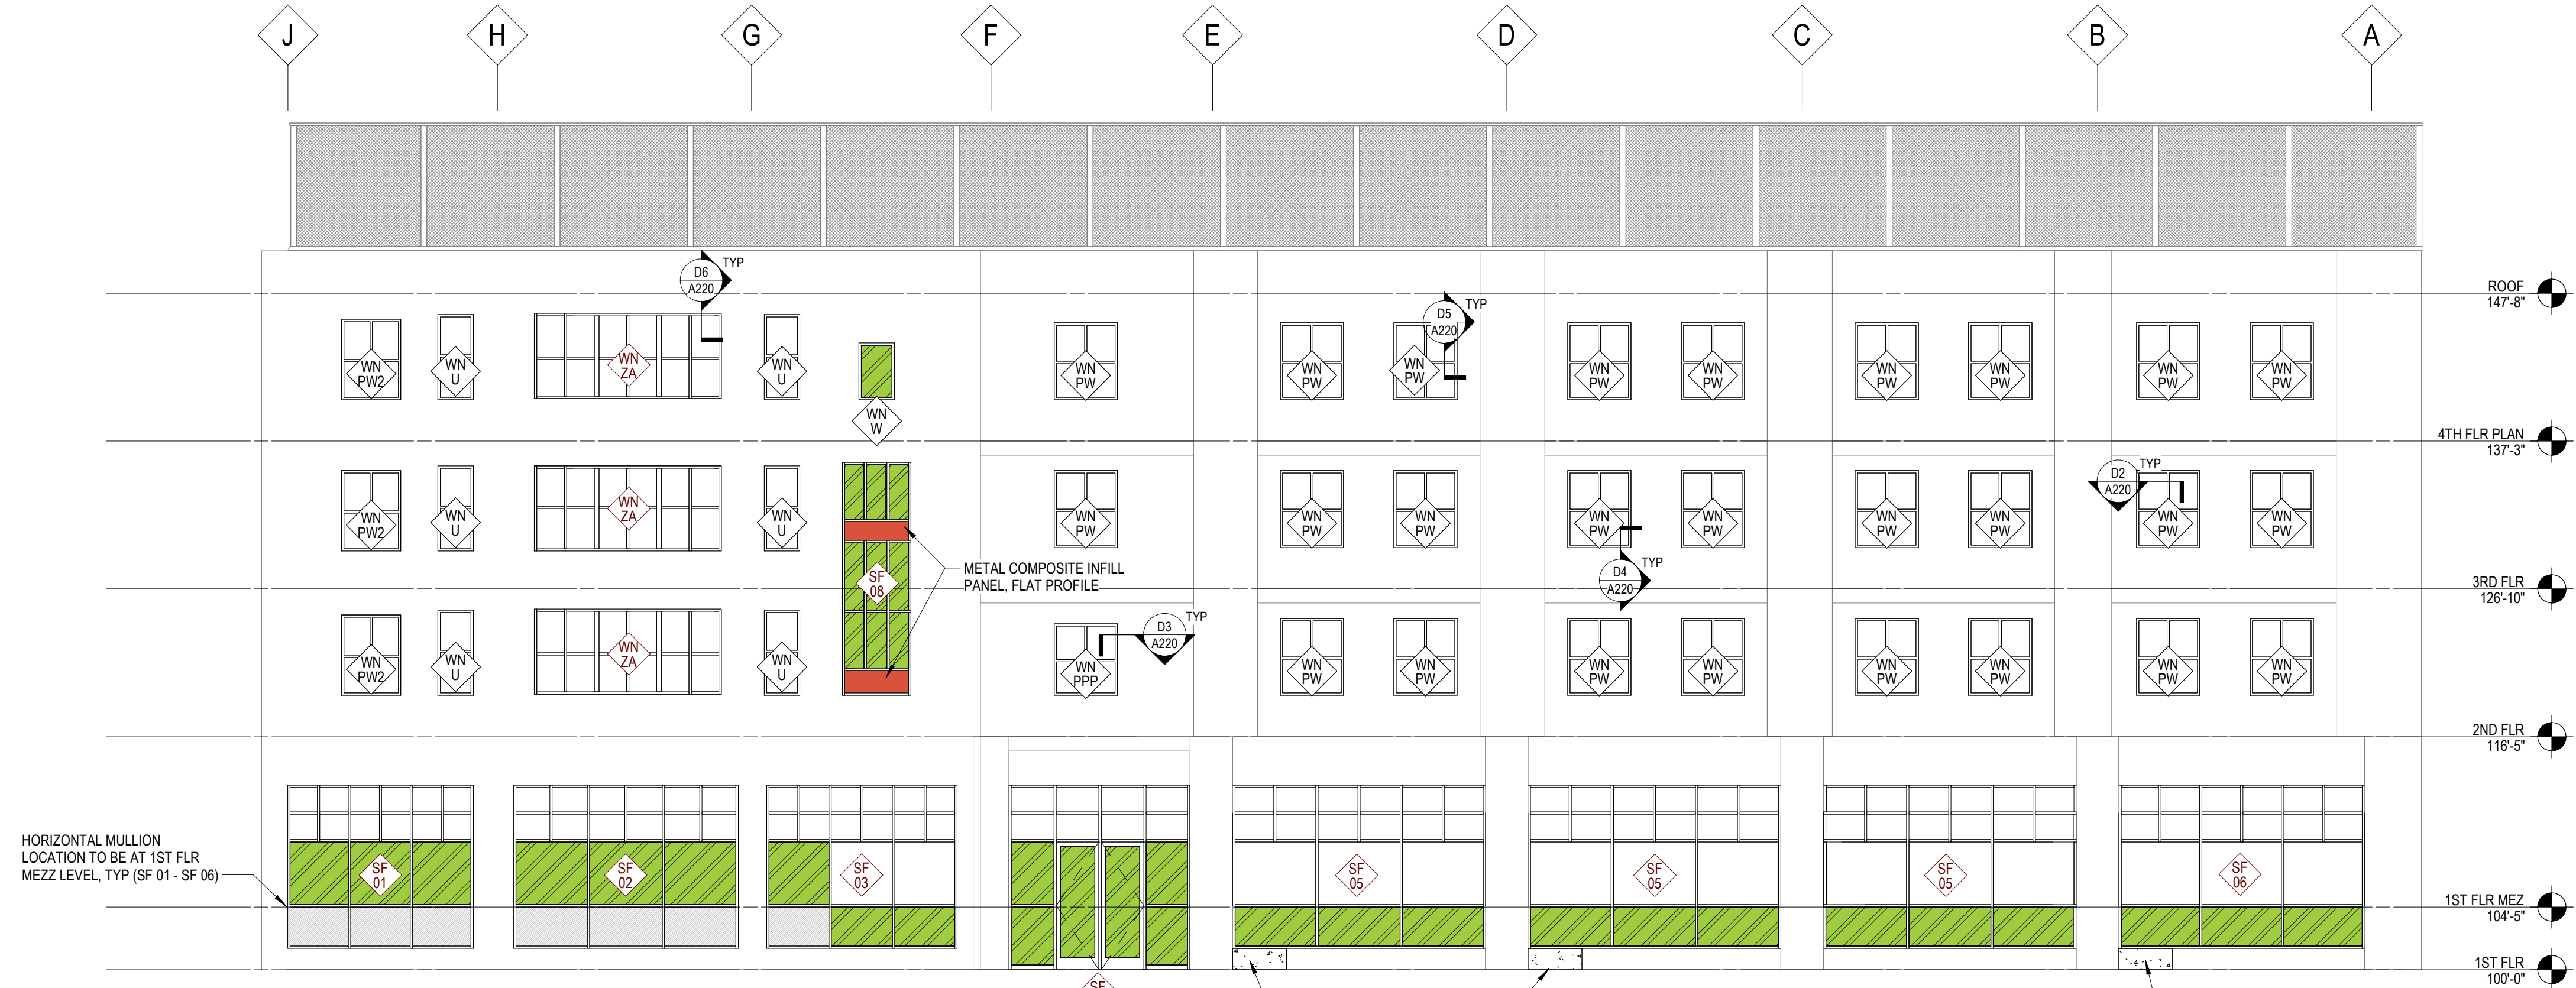 J H G F E D C B A
D6
A220
TYP
ROOF
147'-8"
D5
A220
TYP
WN
PW2
WN
U
WN
ZA
WN
U
WN
W
WN
PW
WN
PW
WN
PW
WN
PW
WN
PW
WN
PW
WN
PW
WN
PW
WN
PW
4TH FLR PLAN
137'-3"
D2
A220
TYP
WN
PW2
WN
U
WN
ZA
WN
U
WN
PW
WN
PW
WN
PW
WN
PW
WN
PW
WN
PW
WN
PW
WN
PW
WN
PW
SF
08
METAL COMPOSITE INFILL
PANEL, FLAT PROFILE
D4
A220
TYP
3RD FLR
126'-10"
D3
A220
TYP
WN
PW2
WN
U
WN
ZA
WN
U
WN
PPP
WN
PW
WN
PW
WN
PW
WN
PW
WN
PW
WN
PW
WN
PW
WN
PW
2ND FLR
116'-5"
HORIZONTAL MULLION
LOCATION TO BE AT 1ST FLR
MEZZ LEVEL, TYP (SF 01 - SF 06)
SF
01
SF
02
SF
03
SF
05
SF
05
SF
05
SF
06
1ST FLR MEZ
104'-5"
1ST FLR
100'-0"
SF